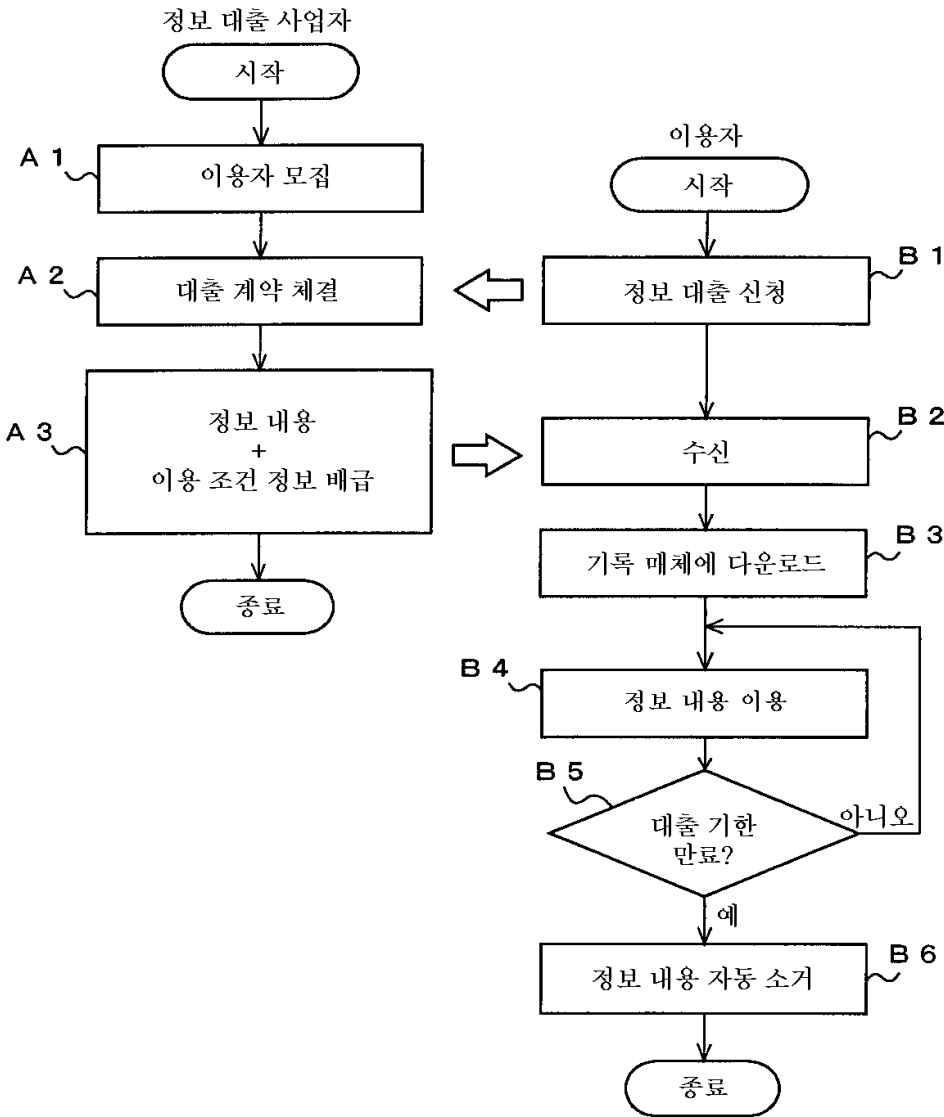 정보 대출 사업자
시작
A 1
이용자 모집
A 2
대출 계약 체결
A 3
정보 내용
+
이용 조건 정보 배급
종료
이용자
시작
B 1
정보 대출 신청
B 2
수신
B 3
기록 매체에 다운로드
B 4
정보 내용 이용
B 5
대출 기한
만료?
아니오
예
B 6
정보 내용 자동 소거
종료